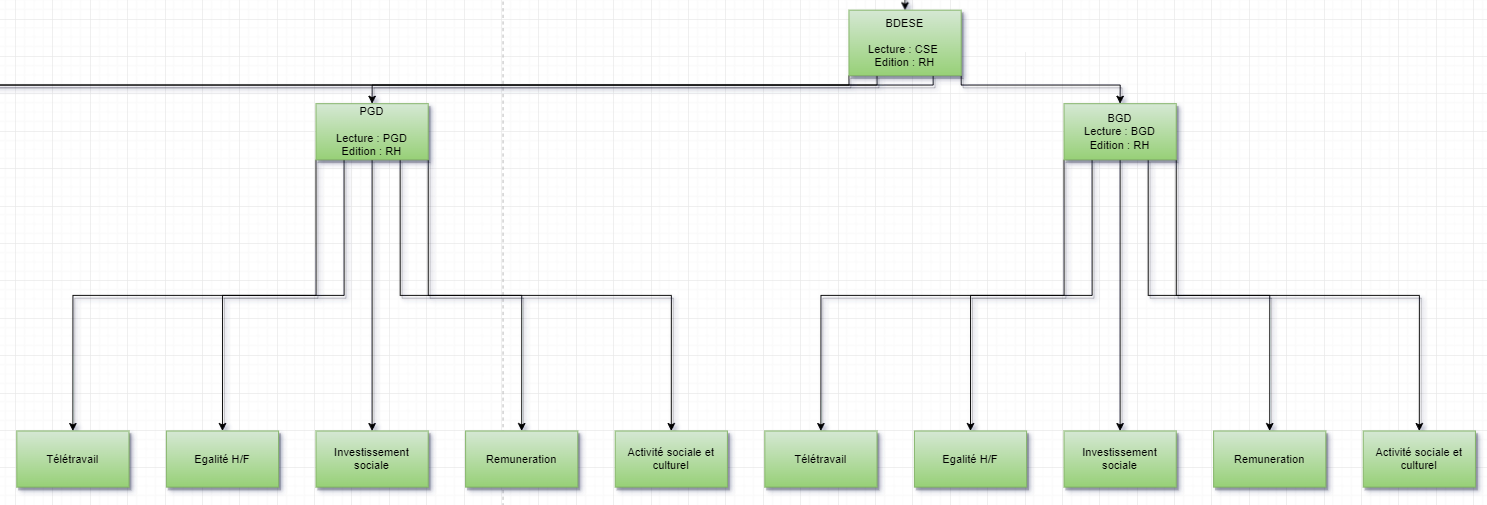 BDESE
Lecture : CSE
Edition : RH
PGD
Lecture : PGD
Edition : RH
BGD
Lecture : BGD
Edition : RH
Télétravail
Egalité H/F
Investissement
sociale
Remuneration
Activité sociale et
culturel
Télétravail
Egalité H/F
Investissement
sociale
Remuneration
Activité sociale et
culturel